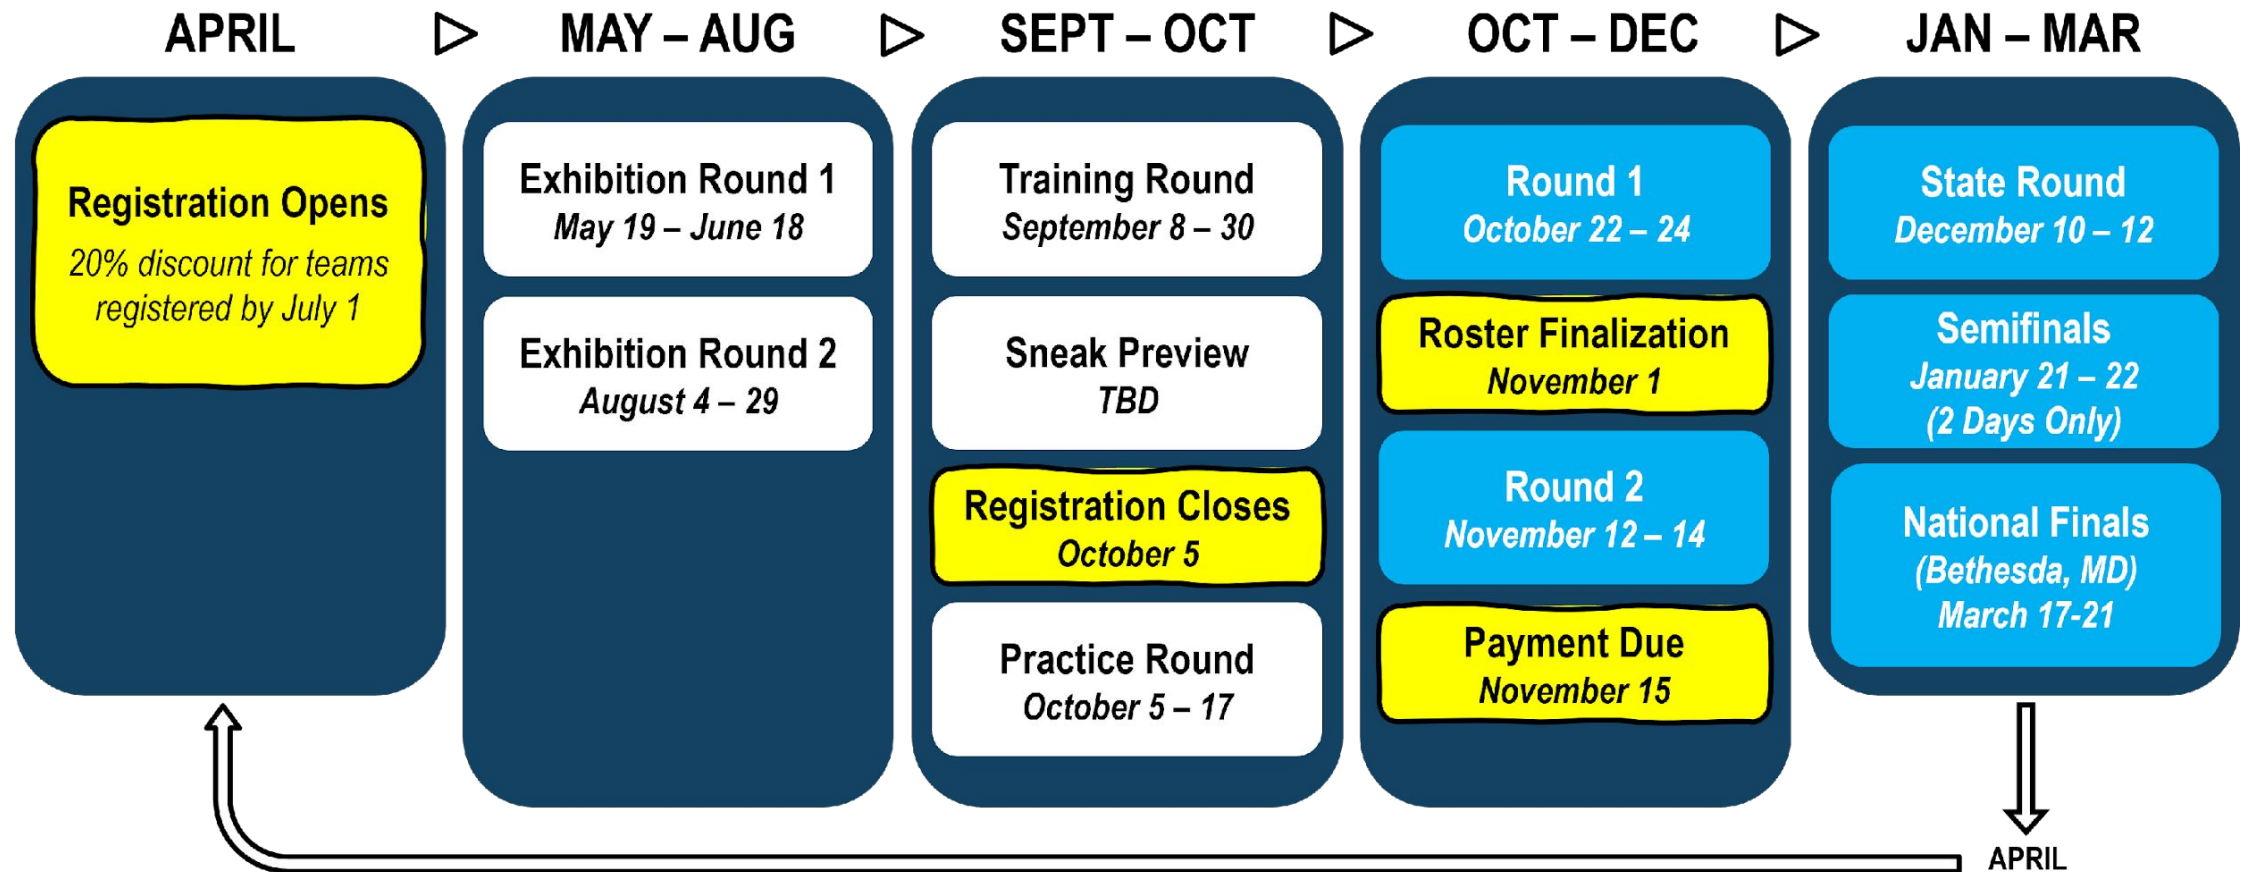 APRIL
MAY – AUG
SEPT – OCT
OCT – DEC
JAN – MAR
Registration Opens
20% discount for teams
registered by July 1
Exhibition Round 1
May 19 – June 18
Exhibition Round 2
August 4 – 29
Training Round
September 8 – 30
Sneak Preview
TBD
Registration Closes
October 5
Practice Round
October 5 – 17
Round 1
October 22 – 24
Roster Finalization
November 1
Round 2
November 12 – 14
Payment Due
November 15
State Round
December 10 – 12
Semifinals
January 21 – 22
(2 Days Only)
National Finals
(Bethesda, MD)
March 17-21
APRIL